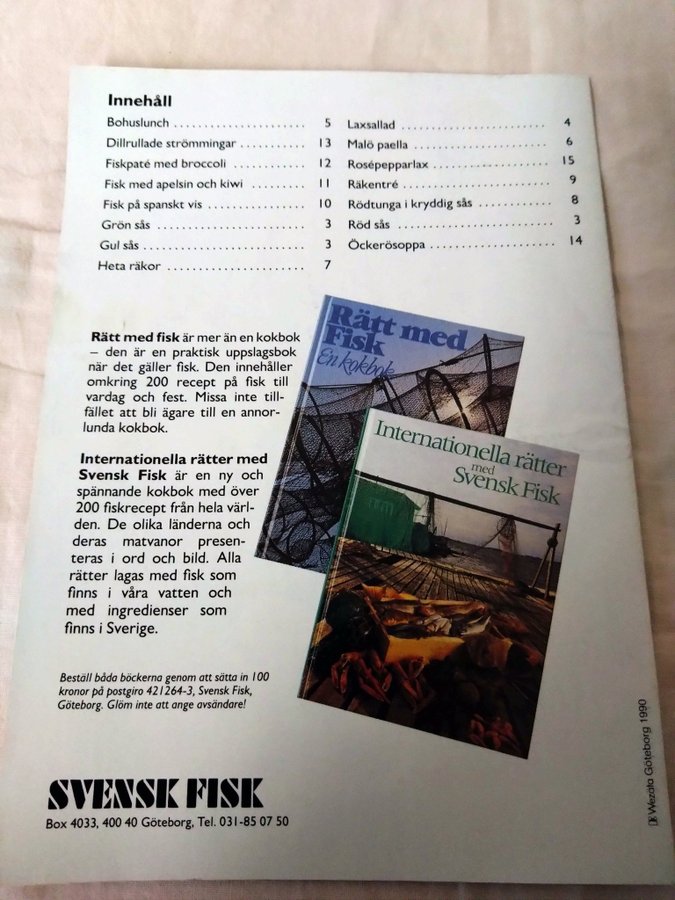 Innehåll
Bohuslunch ...................... 5
Dillrullade strömmingar ............ 13
Fiskpaté med broccoli ............. 12
Fisk med apelsin och kiwi .......... 11
Fisk på spanskt vis ................. 10
Grön sås ........................ 3
Gul sås .......................... 3
Heta räkor ...................... 7
Laxsallad ......................... 4
Malö paella ....................... 6
Rosépepparlax .................... 15
Räkentré ......................... 9
Rödtunga i kryddig sås ............. 8
Röd sås .......................... 3
Öckerösoppa ..................... 14
Rätt med fisk är mer än en kokbok
– den är en praktisk uppslagsbok
när det gäller fisk. Den innehåller
omkring 200 recept på fisk till
vardag och fest. Missa inte till-
fället att bli ägare till en annor-
lunda kokbok.
Internationella rätter med
Svensk Fisk är en ny och
spännande kokbok med över
200 fiskrecept från hela värl-
den. De olika länderna och
deras matvanor presen-
teras i ord och bild. Alla
rätter lagas med fisk som
finns i våra vatten och
med ingredienser som
finns i Sverige.
Rätt med
Fisk
En kokbok
Internationella rätter
med
Svensk Fisk
Beställ båda böckerna genom att sätta in 100
kronor på postgiro 421264-3, Svensk Fisk,
Göteborg. Glöm inte att ange avsändare!
SVENSK FISK
Box 4033, 400 40 Göteborg, Tel. 031-85 07 50
Wezäta Göteborg 1990